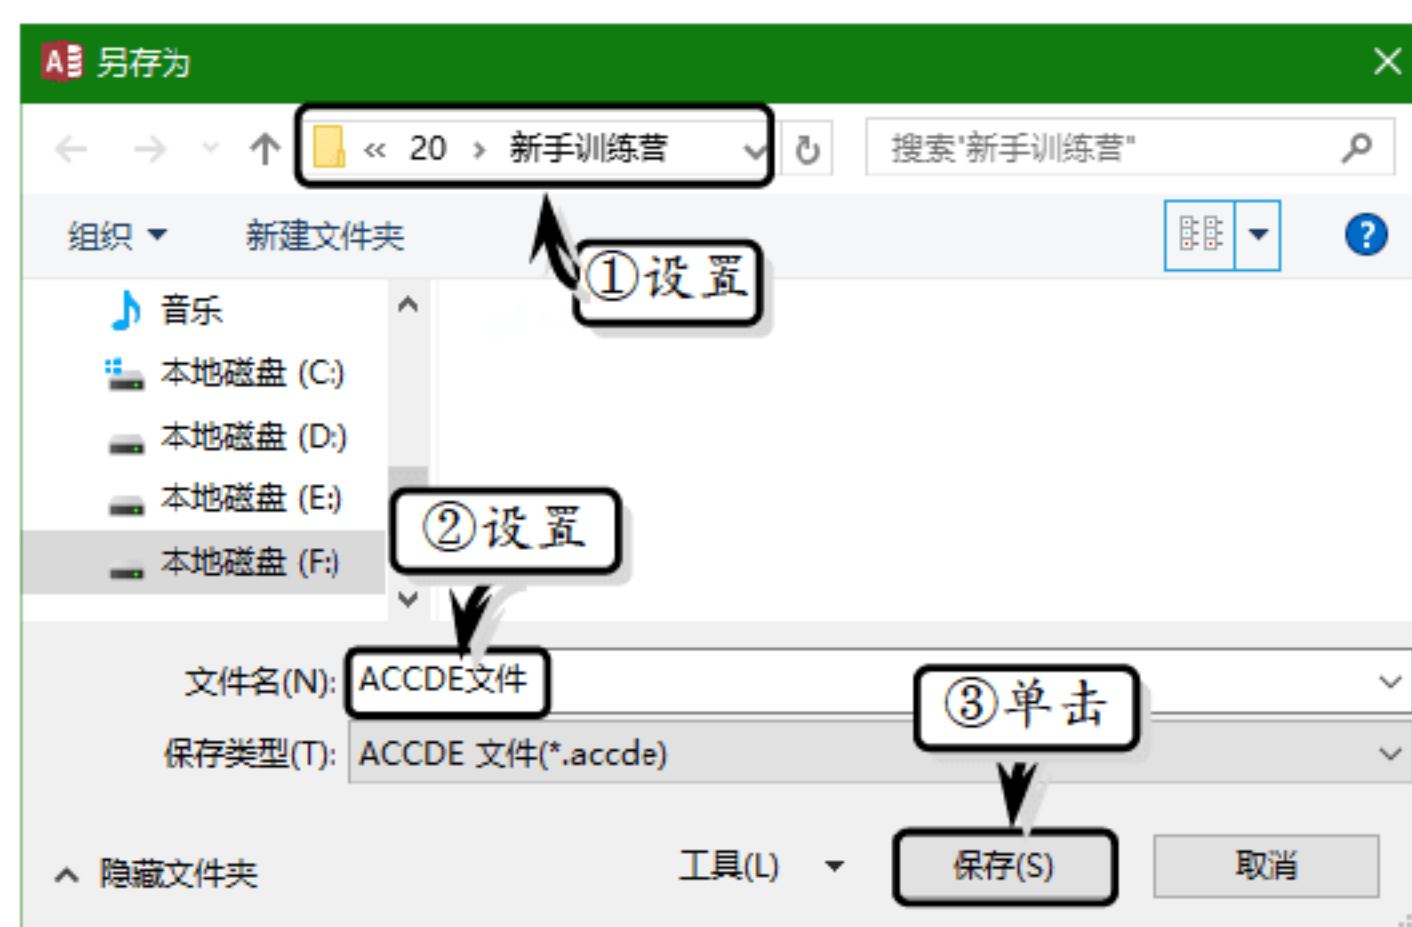 另存为
« 20 › 新手训练营
搜索"新手训练营"
组织
新建文件夹
①设置
音乐
本地磁盘 (C:)
本地磁盘 (D:)
本地磁盘 (E:)
本地磁盘 (F:)
②设置
文件名(N): ACCDE文件
③单击
保存类型(T): ACCDE 文件(*.accde)
隐藏文件夹
工具(L)
保存(S)
取消